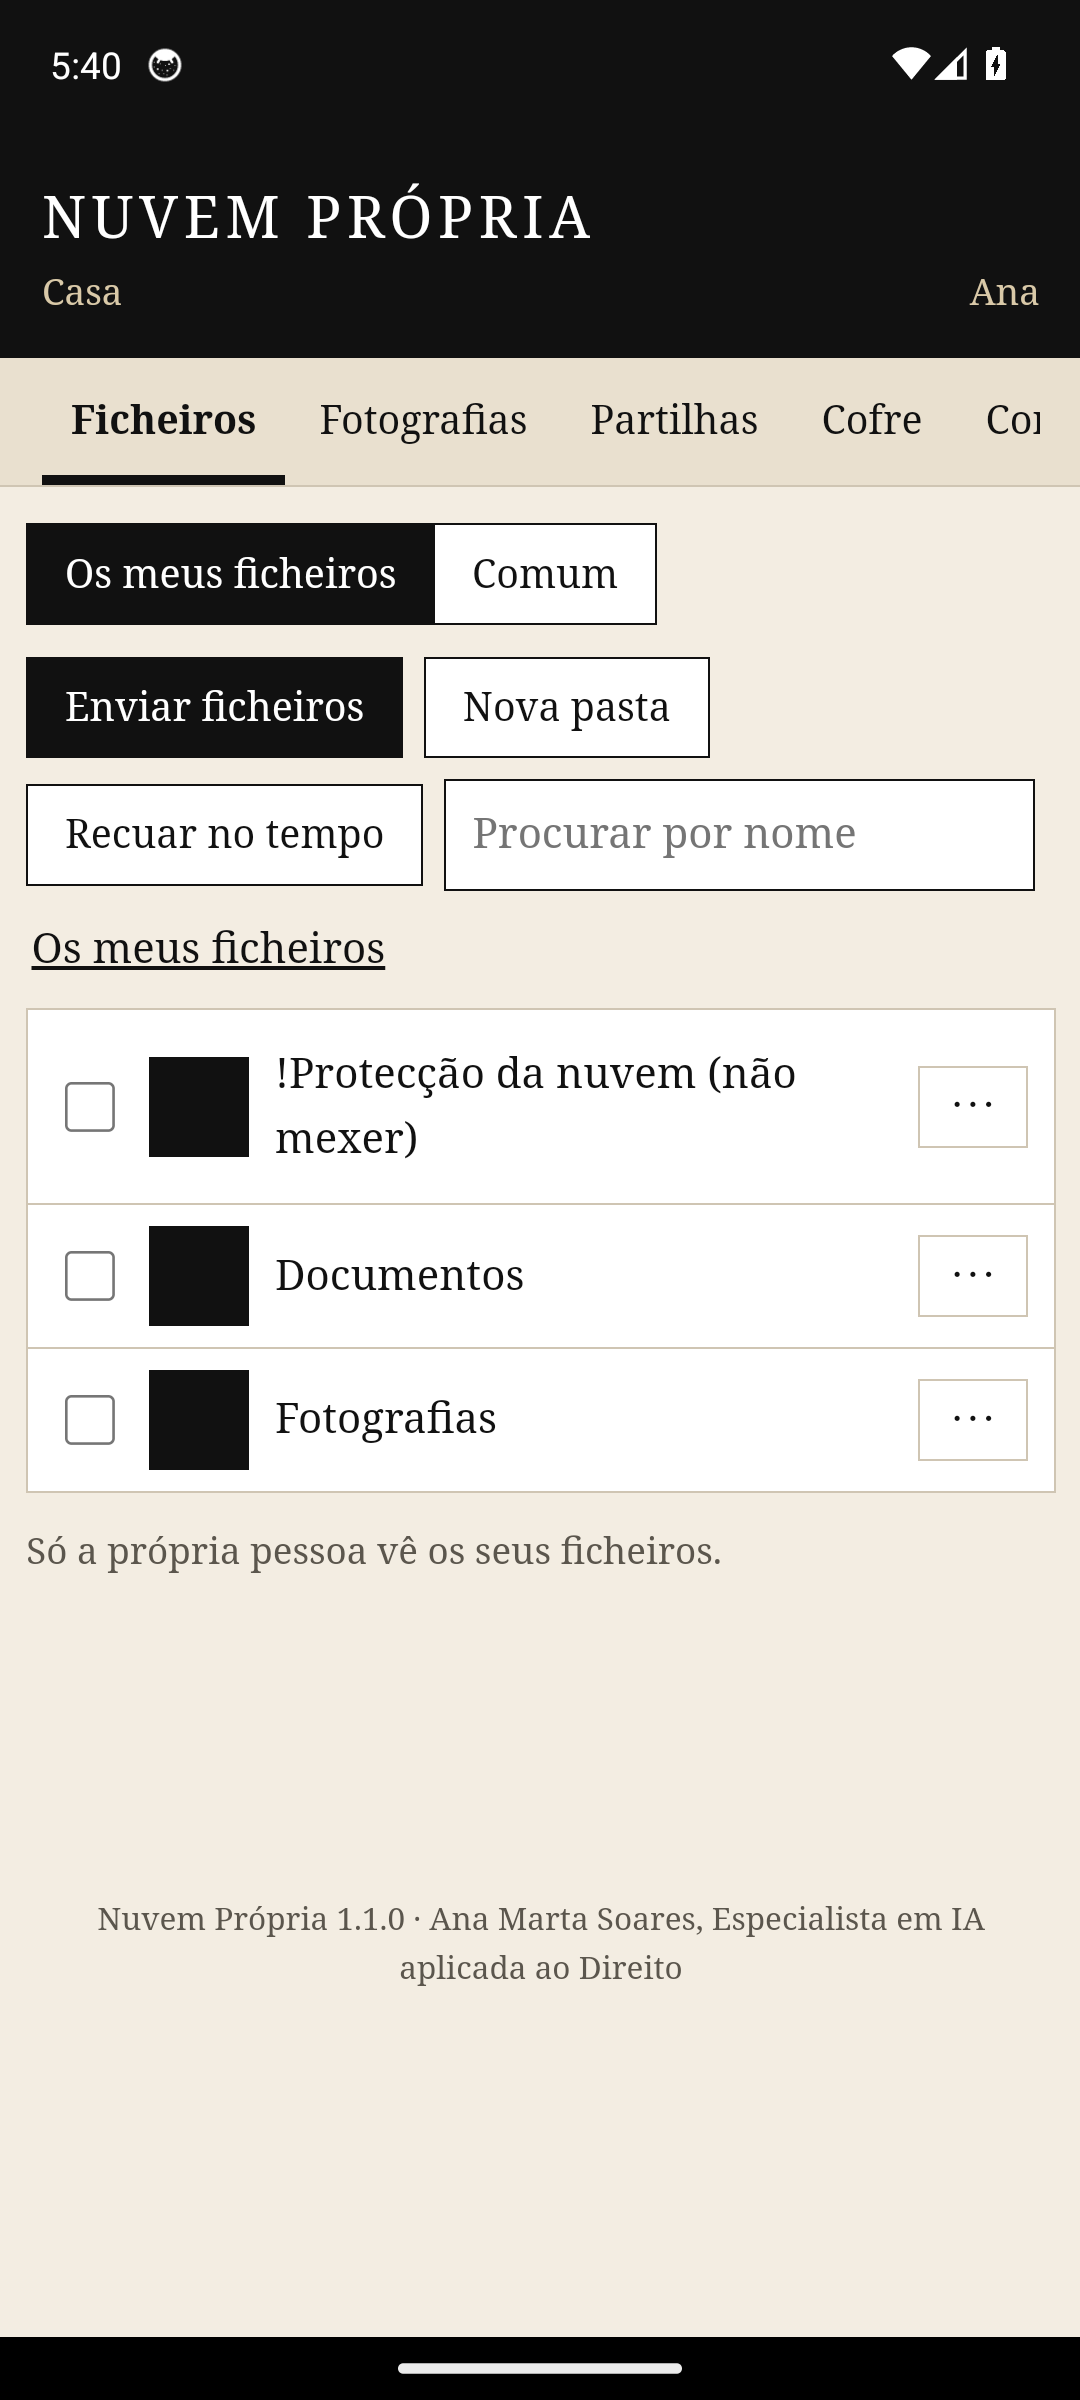 5:40
NUVEM PRÓPRIA
Casa Ana
Ficheiros Fotografias Partilhas Cofre
Os meus ficheiros Comum
Enviar ficheiros Nova pasta
Recuar no tempo Procurar por nome
Os meus ficheiros
!Protecção da nuvem (não
mexer)
...
Documentos ...
Fotografias ...
Só a própria pessoa vê os seus ficheiros.
Nuvem Própria 1.1.0 · Ana Marta Soares, Especialista em IA
aplicada ao Direito